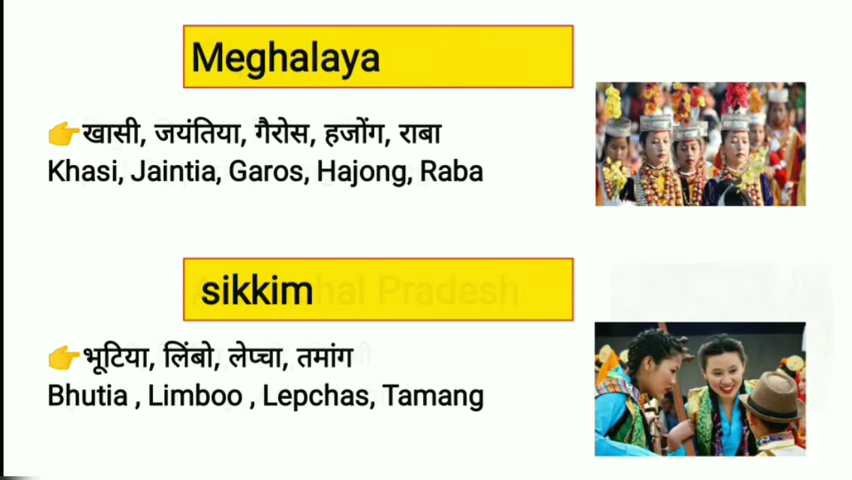 Meghalaya
👉खासी, जयंतिया, गैरोस, हजोंग, राबा
Khasi, Jaintia, Garos, Hajong, Raba
sikkim
👉भूटिया, लिंबो, लेप्चा, तमांग
Bhutia , Limboo , Lepchas, Tamang